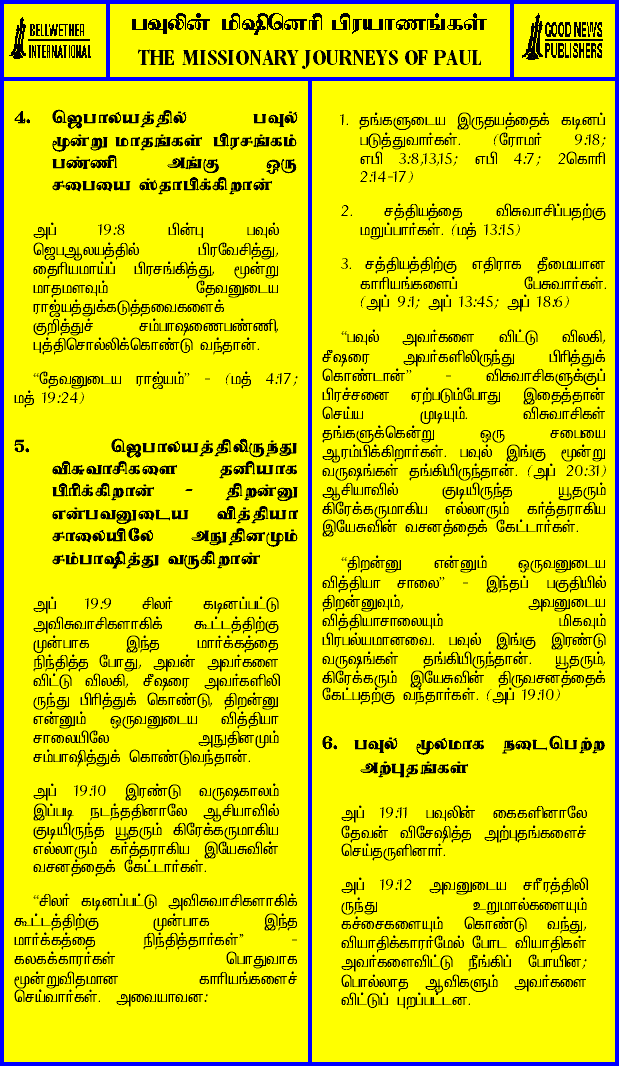 BELLWETHER
INTERNATIONAL
பவுலின் மிஷினெரி பிரயாணங்கள்
THE MISSIONARY JOURNEYS OF PAUL
GOOD NEWS
PUBLISHERS
4. ஜெபாலயத்தில் பவுல்
மூன்று மாதங்கள் பிரசங்கம்
பண்ணி அங்கு ஒரு
சபையை ஸ்தாபிக்கிறான்
அப் 19:8 பின்பு பவுல்
ஜெபஆலயத்தில் பிரவேசித்து,
தைரியமாய்ப் பிரசங்கித்து, மூன்று
மாதமளவும் தேவனுடைய
ராஜ்யத்துக்கடுத்தவைகளைக்
குறித்துச் சம்பாஷணைபண்ணி,
புத்திசொல்லிக்கொண்டு வந்தான்.
“தேவனுடைய ராஜ்யம்” - (மத் 4:17;
மத் 19:24)
5. ஜெபாலயத்திலிருந்து
விசுவாசிகளை தனியாக
பிரிக்கிறான் - திறன்னு
என்பவனுடைய வித்தியா
சாலையிலே அநுதினமும்
சம்பாஷித்து வருகிறான்
அப் 19:9 சிலர் கடினப்பட்டு
அவிசுவாசிகளாகிக் கூட்டத்திற்கு
முன்பாக இந்த மார்க்கத்தை
நிந்தித்த போது, அவன் அவர்களை
விட்டு விலகி, சீஷரை அவர்களிலி
ருந்து பிரித்துக் கொண்டு, திறன்னு
என்னும் ஒருவனுடைய வித்தியா
சாலையிலே அநுதினமும்
சம்பாஷித்துக் கொண்டுவந்தான்.
அப் 19:10 இரண்டு வருஷகாலம்
இப்படி நடந்ததினாலே ஆசியாவில்
குடியிருந்த யூதரும் கிரேக்கருமாகிய
எல்லாரும் கர்த்தராகிய இயேசுவின்
வசனத்தைக் கேட்டார்கள்.
“சிலர் கடினப்பட்டு அவிசுவாசிகளாகிக்
கூட்டத்திற்கு முன்பாக இந்த
மார்க்கத்தை நிந்தித்தார்கள்” -
கலகக்காரர்கள் பொதுவாக
மூன்றுவிதமான காரியங்களைச்
செய்வார்கள். அவையாவன:
1. தங்களுடைய இருதயத்தைக் கடினப்
படுத்துவார்கள். (ரோமர் 9:18;
எபி 3:8,13,15; எபி 4:7; 2கொரி
2:14-17)
2. சத்தியத்தை விசுவாசிப்பதற்கு
மறுப்பார்கள். (மத் 13:15)
3. சத்தியத்திற்கு எதிராக தீமையான
காரியங்களைப் பேசுவார்கள்.
(அப் 9:1; அப் 13:45; அப் 18:6)
“பவுல் அவர்களை விட்டு விலகி,
சீஷரை அவர்களிலிருந்து பிரித்துக்
கொண்டான்” - விசுவாசிகளுக்குப்
பிரச்சனை ஏற்படும்போது இதைத்தான்
செய்ய முடியும். விசுவாசிகள்
தங்களுக்கென்று ஒரு சபையை
ஆரம்பிக்கிறார்கள். பவுல் இங்கு மூன்று
வருஷங்கள் தங்கியிருந்தான். (அப் 20:31)
ஆசியாவில் குடியிருந்த யூதரும்
கிரேக்கருமாகிய எல்லாரும் கர்த்தராகிய
இயேசுவின் வசனத்தைக் கேட்டார்கள்.
“திறன்னு என்னும் ஒருவனுடைய
வித்தியா சாலை” - இந்தப் பகுதியில்
திறன்னுவும், அவனுடைய
வித்தியாசாலையும் மிகவும்
பிரபல்யமானவை. பவுல் இங்கு இரண்டு
வருஷங்கள் தங்கியிருந்தான். யூதரும்,
கிரேக்கரும் இயேசுவின் திருவசனத்தைக்
கேட்பதற்கு வந்தார்கள். (அப் 19:10)
6. பவுல் மூலமாக நடைபெற்ற
அற்புதங்கள்
அப் 19:11 பவுலின் கைகளினாலே
தேவன் விசேஷித்த அற்புதங்களைச்
செய்தருளினார்.
அப் 19:12 அவனுடைய சரீரத்திலி
ருந்து உறுமால்களையும்
கச்சைகளையும் கொண்டு வந்து,
வியாதிக்காரர்மேல் போட வியாதிகள்
அவர்களைவிட்டு நீங்கிப் போயின;
பொல்லாத ஆவிகளும் அவர்களை
விட்டுப் புறப்பட்டன.